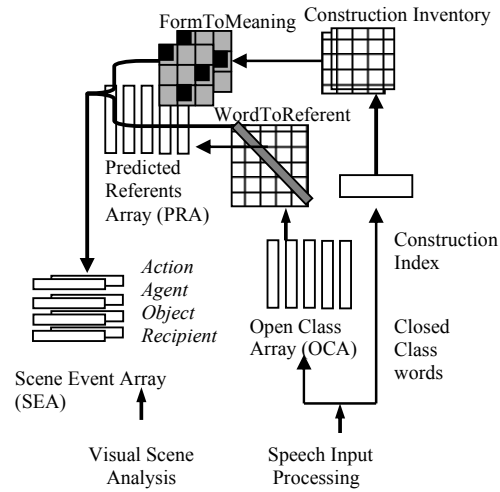 FormToMeaning
Construction Inventory
WordToReferent
Predicted
Referents
Array (PRA)
Construction
Index
Action
Agent
Object
Recipient
Open Class
Array (OCA)
Closed
Class
words
Scene Event Array
(SEA)
Visual Scene
Analysis
Speech Input
Processing